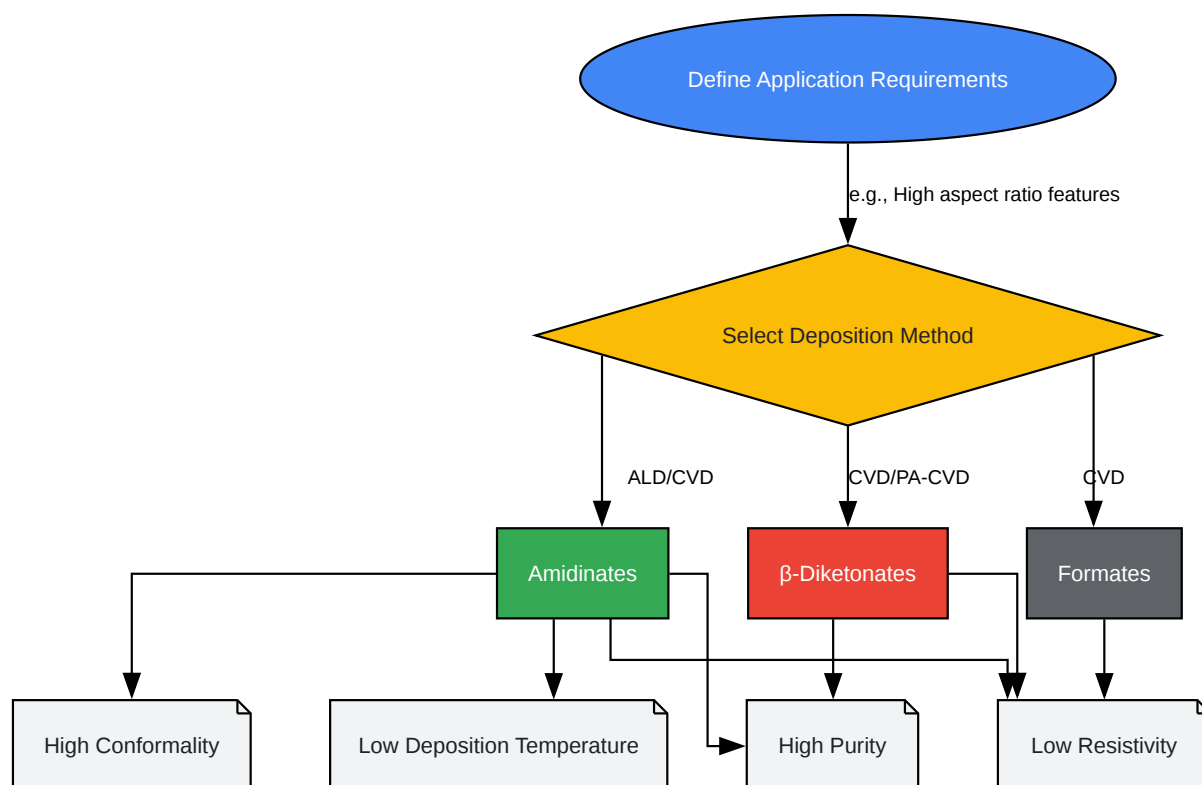 Define Application Requirements
e.g., High aspect ratio features
Select Deposition Method
ALD/CVD
CVD/PA-CVD
CVD
Amidinates
β-Diketonates
Formates
High Conformality
Low Deposition Temperature
High Purity
Low Resistivity